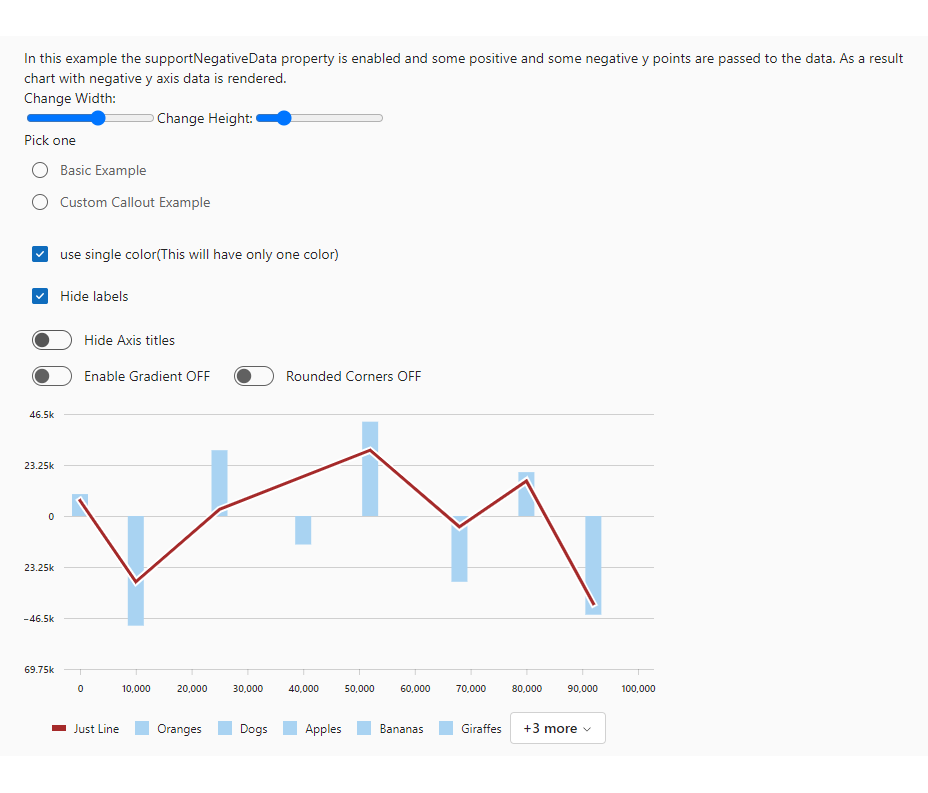 In this example the supportNegativeData property is enabled and some positive and some negative y points are passed to the data. As a result
chart with negative y axis data is rendered.
Change Width:
Change Height:
Pick one
Basic Example
Custom Callout Example
use single color(This will have only one color)
Hide labels
Hide Axis titles
Enable Gradient OFF Rounded Corners OFF
46.5k
23.25k
0
23.25k
−46.5k
69.75k
0 10,000 20,000 30,000 40,000 50,000 60,000 70,000 80,000 90,000 100,000
Just Line Oranges Dogs Apples Bananas Giraffes +3 more